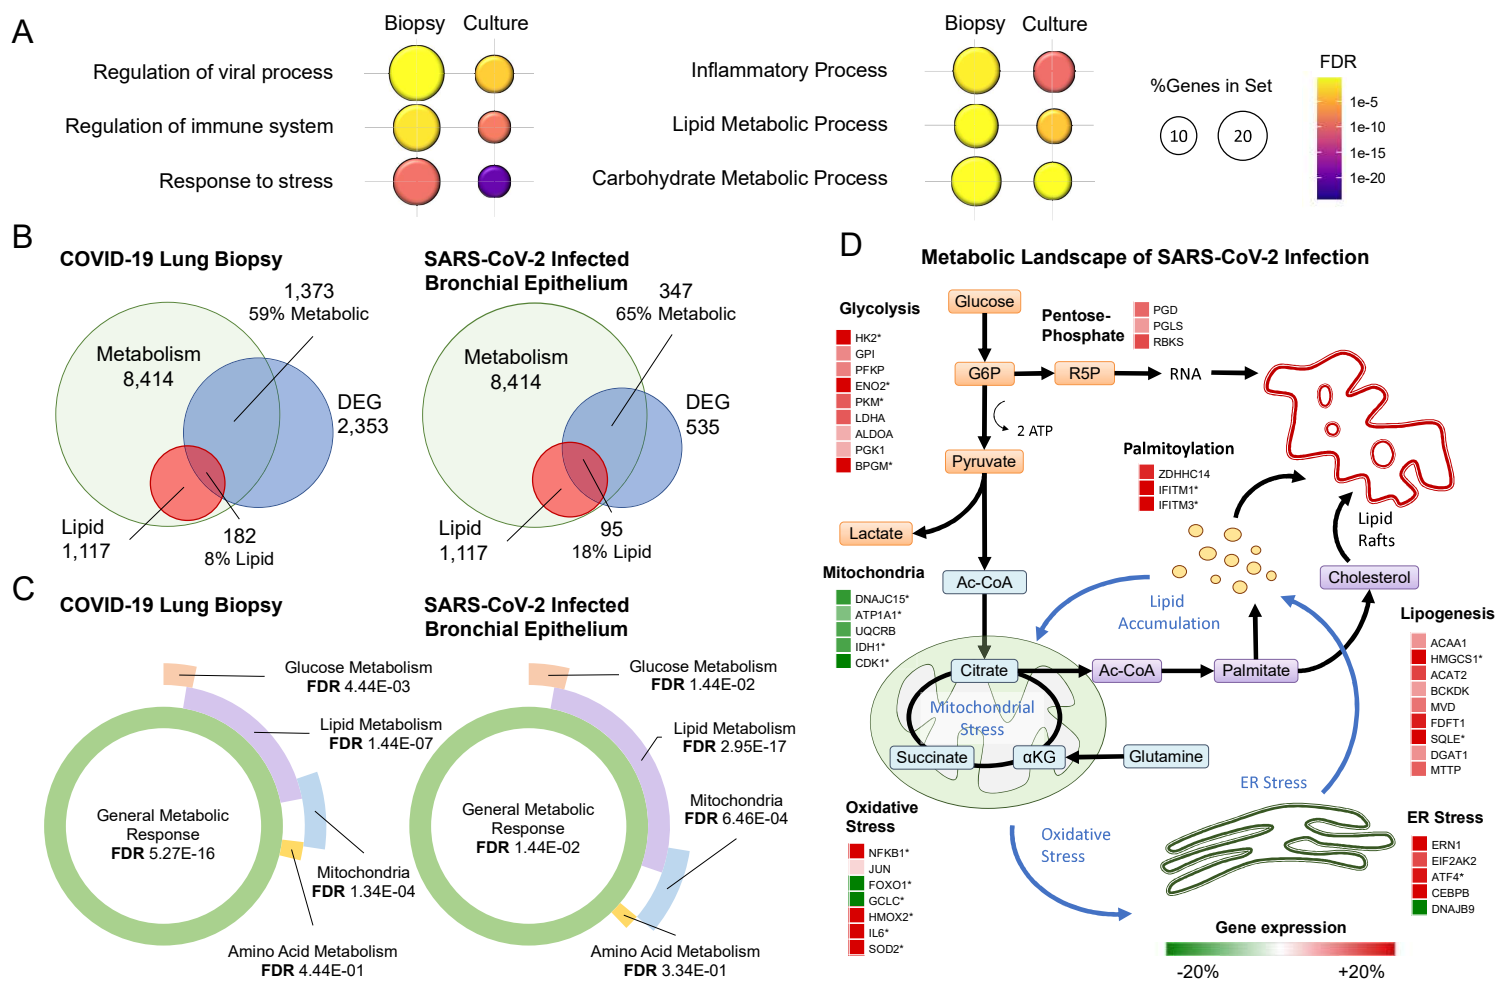 A
Biopsy Culture
Regulation of viral process
Regulation of immune system
Response to stress
Biopsy Culture
Inflammatory Process
Lipid Metabolic Process
Carbohydrate Metabolic Process
%Genes in Set
10 20
FDR
1e-5
1e-10
1e-15
1e-20
B
COVID-19 Lung Biopsy
1,373
59% Metabolic
Metabolism
8,414
DEG
2,353
Lipid
1,117
182
8% Lipid
SARS-CoV-2 Infected
Bronchial Epithelium
347
65% Metabolic
Metabolism
8,414
DEG
535
Lipid
1,117
95
18% Lipid
C
COVID-19 Lung Biopsy
Glucose Metabolism
FDR 4.44E-03
Lipid Metabolism
FDR 1.44E-07
General Metabolic
Response
FDR 5.27E-16
Mitochondria
FDR 1.34E-04
Amino Acid Metabolism
FDR 4.44E-01
SARS-CoV-2 Infected
Bronchial Epithelium
Glucose Metabolism
FDR 1.44E-02
Lipid Metabolism
FDR 2.95E-17
Mitochondria
FDR 6.46E-04
General Metabolic
Response
FDR 1.44E-02
Amino Acid Metabolism
FDR 3.34E-01
D
Metabolic Landscape of SARS-CoV-2 Infection
Glycolysis
HK2*
GPI
PFKP
ENO2*
PKM*
LDHA
ALDOA
PGK1
BPGM*
Glucose
Pentose-
Phosphate
PGD
PGLS
RBKS
G6P
R5P
RNA
2 ATP
Pyruvate
Lactate
Palmitoylation
ZDHHC14
IFITM1*
IFITM3*
Lipid
Rafts
Mitochondria
DNAJC15*
ATP1A1*
UQCRB
IDH1*
CDK1*
Ac-CoA
Lipid
Accumulation
Cholesterol
Citrate
Ac-CoA
Palmitate
Mitochondrial
Stress
Succinate
αKG
Glutamine
Lipogenesis
ACAA1
HMGCS1*
ACAT2
BCKDK
MVD
FDFT1
SQLE*
DGAT1
MTTP
ER Stress
Oxidative
Stress
NFKB1*
JUN
FOXO1*
GCLC*
HMOX2*
IL6*
SOD2*
Oxidative
Stress
ER Stress
ERN1
EIF2AK2
ATF4*
CEBPB
DNAJB9
Gene expression
-20% +20%